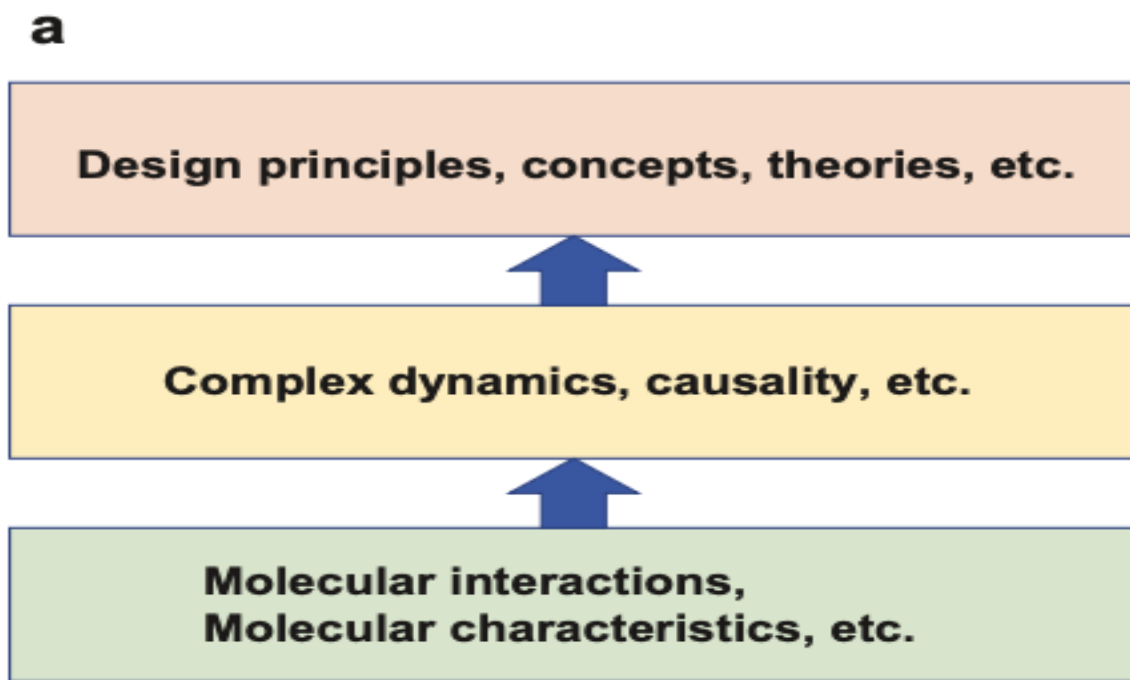 a
Design principles, concepts, theories, etc.
Complex dynamics, causality, etc.
Molecular interactions,
Molecular characteristics, etc.